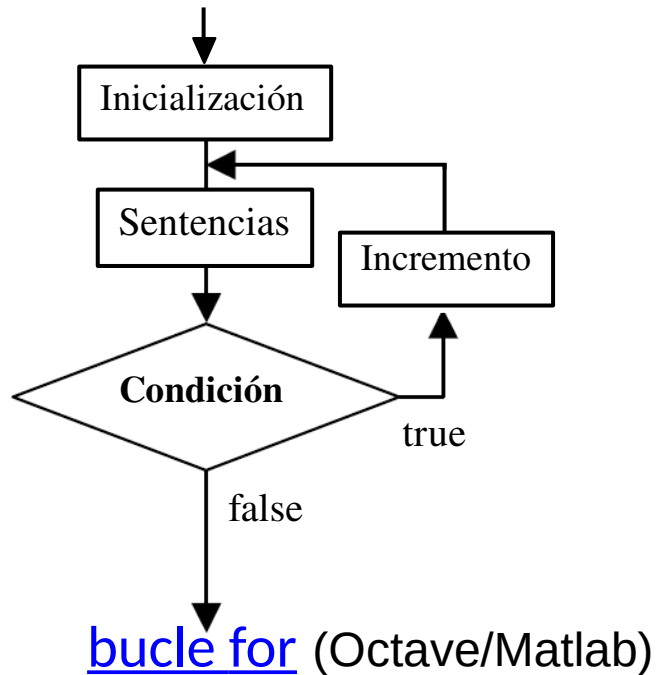 Inicialización
Sentencias
Incremento
Condición
true
false
bucle for (Octave/Matlab)